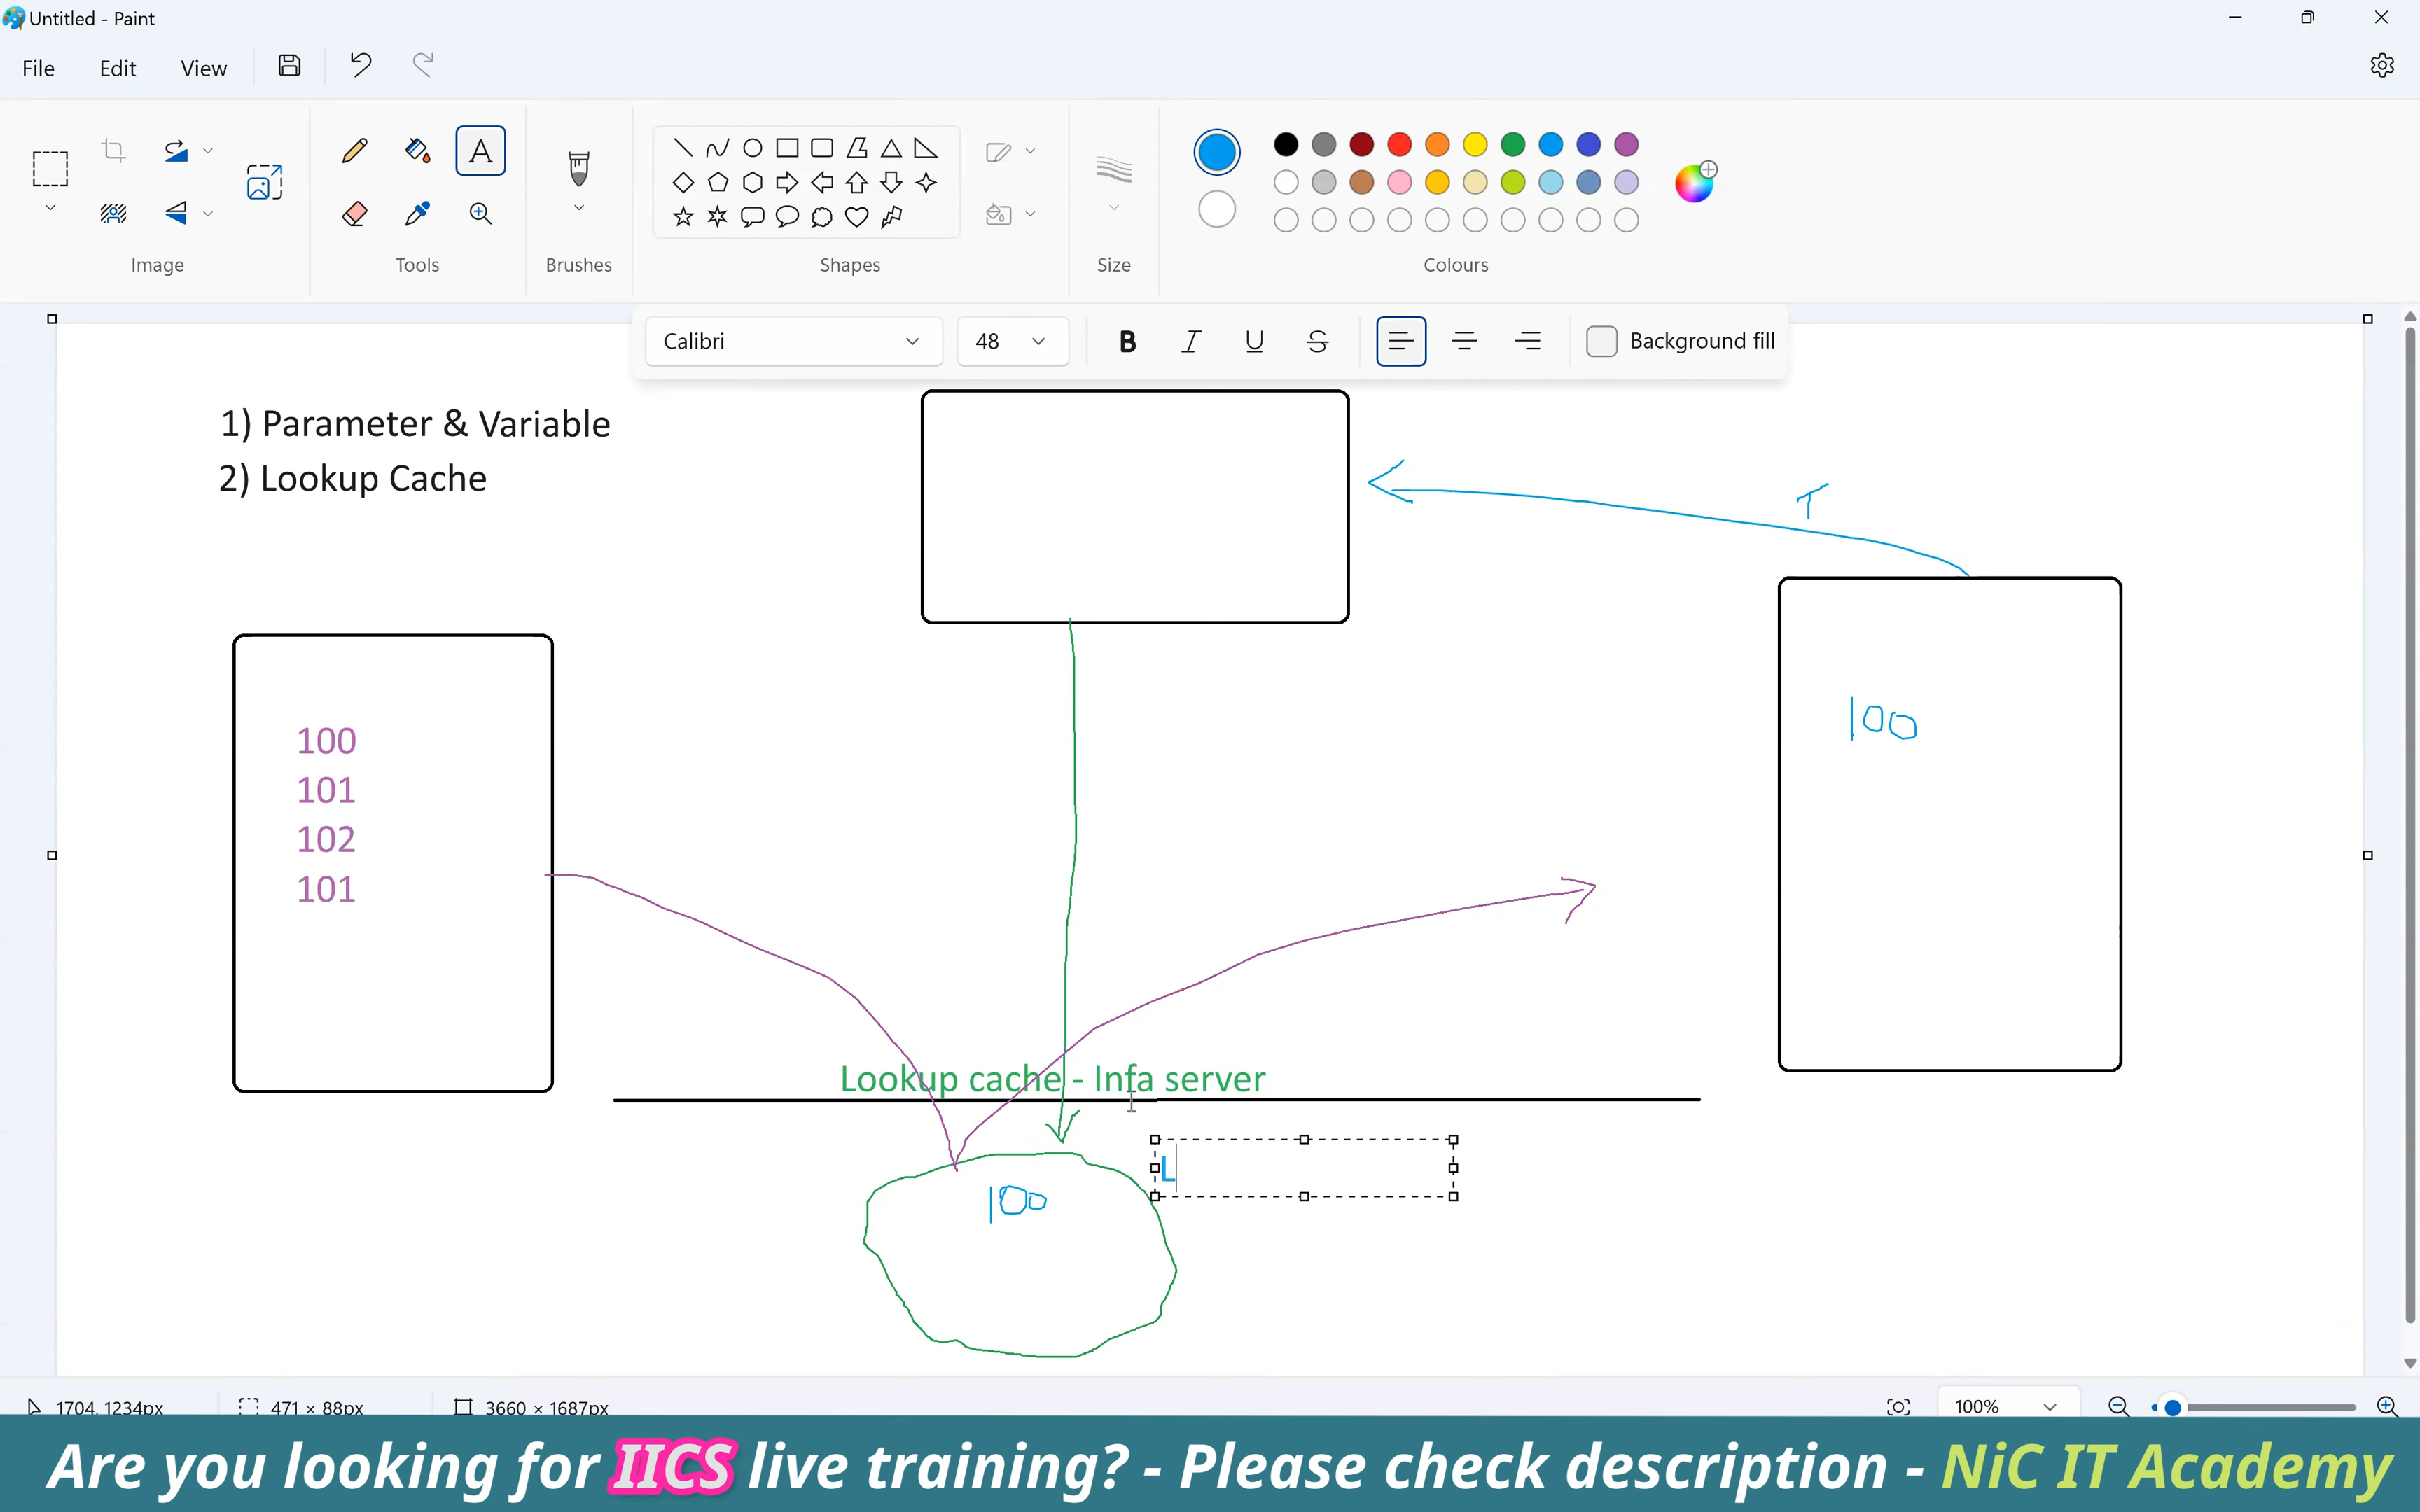 Untitled - Paint
File Edit View
Image Tools Brushes Shapes Size Colours
Calibri 48 B I U S Background fill
1) Parameter & Variable
2) Lookup Cache
T
100
100
101
102
101
Lookup cache - Infa server
L
100
1704, 1234px 471 × 88px 3660 × 1687px 100%
Are you looking for IICS live training? - Please check description - NiC IT Academy